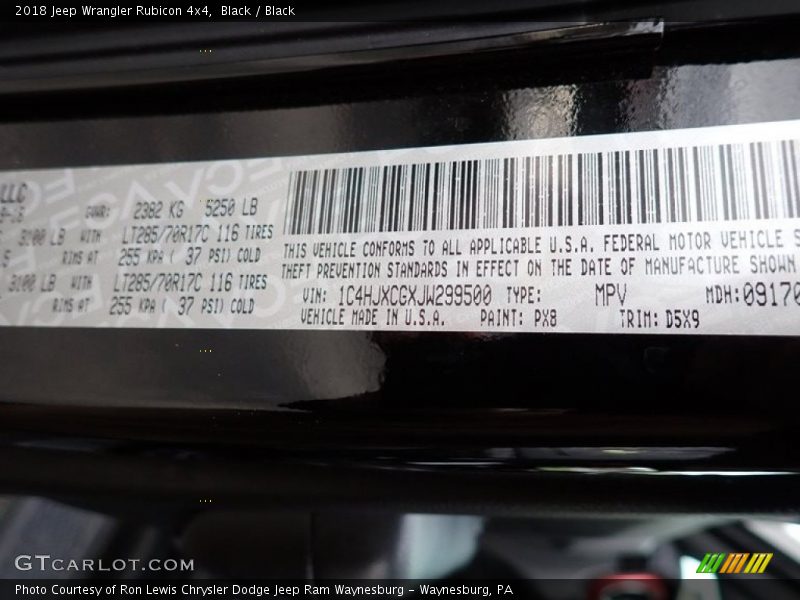 2018 Jeep Wrangler Rubicon 4x4,  Black / Black
LLC
GVWR: 2382 KG 5250 LB
3100 LB WITH LT285/70R17C 116 TIRES
RIMS AT 255 KPA ( 37 PSI) COLD
3100 LB WITH LT285/70R17C 116 TIRES
RIMS AT 255 KPA ( 37 PSI) COLD
THIS VEHICLE CONFORMS TO ALL APPLICABLE U.S.A. FEDERAL MOTOR VEHICLE S
THEFT PREVENTION STANDARDS IN EFFECT ON THE DATE OF MANUFACTURE SHOWN
VIN: 1C4HJXCGXJW299500 TYPE: MPV MDH:09170
VEHICLE MADE IN U.S.A. PAINT: PX8 TRIM: D5X9
GTCARLOT.COM
Photo Courtesy of Ron Lewis Chrysler Dodge Jeep Ram Waynesburg – Waynesburg, PA